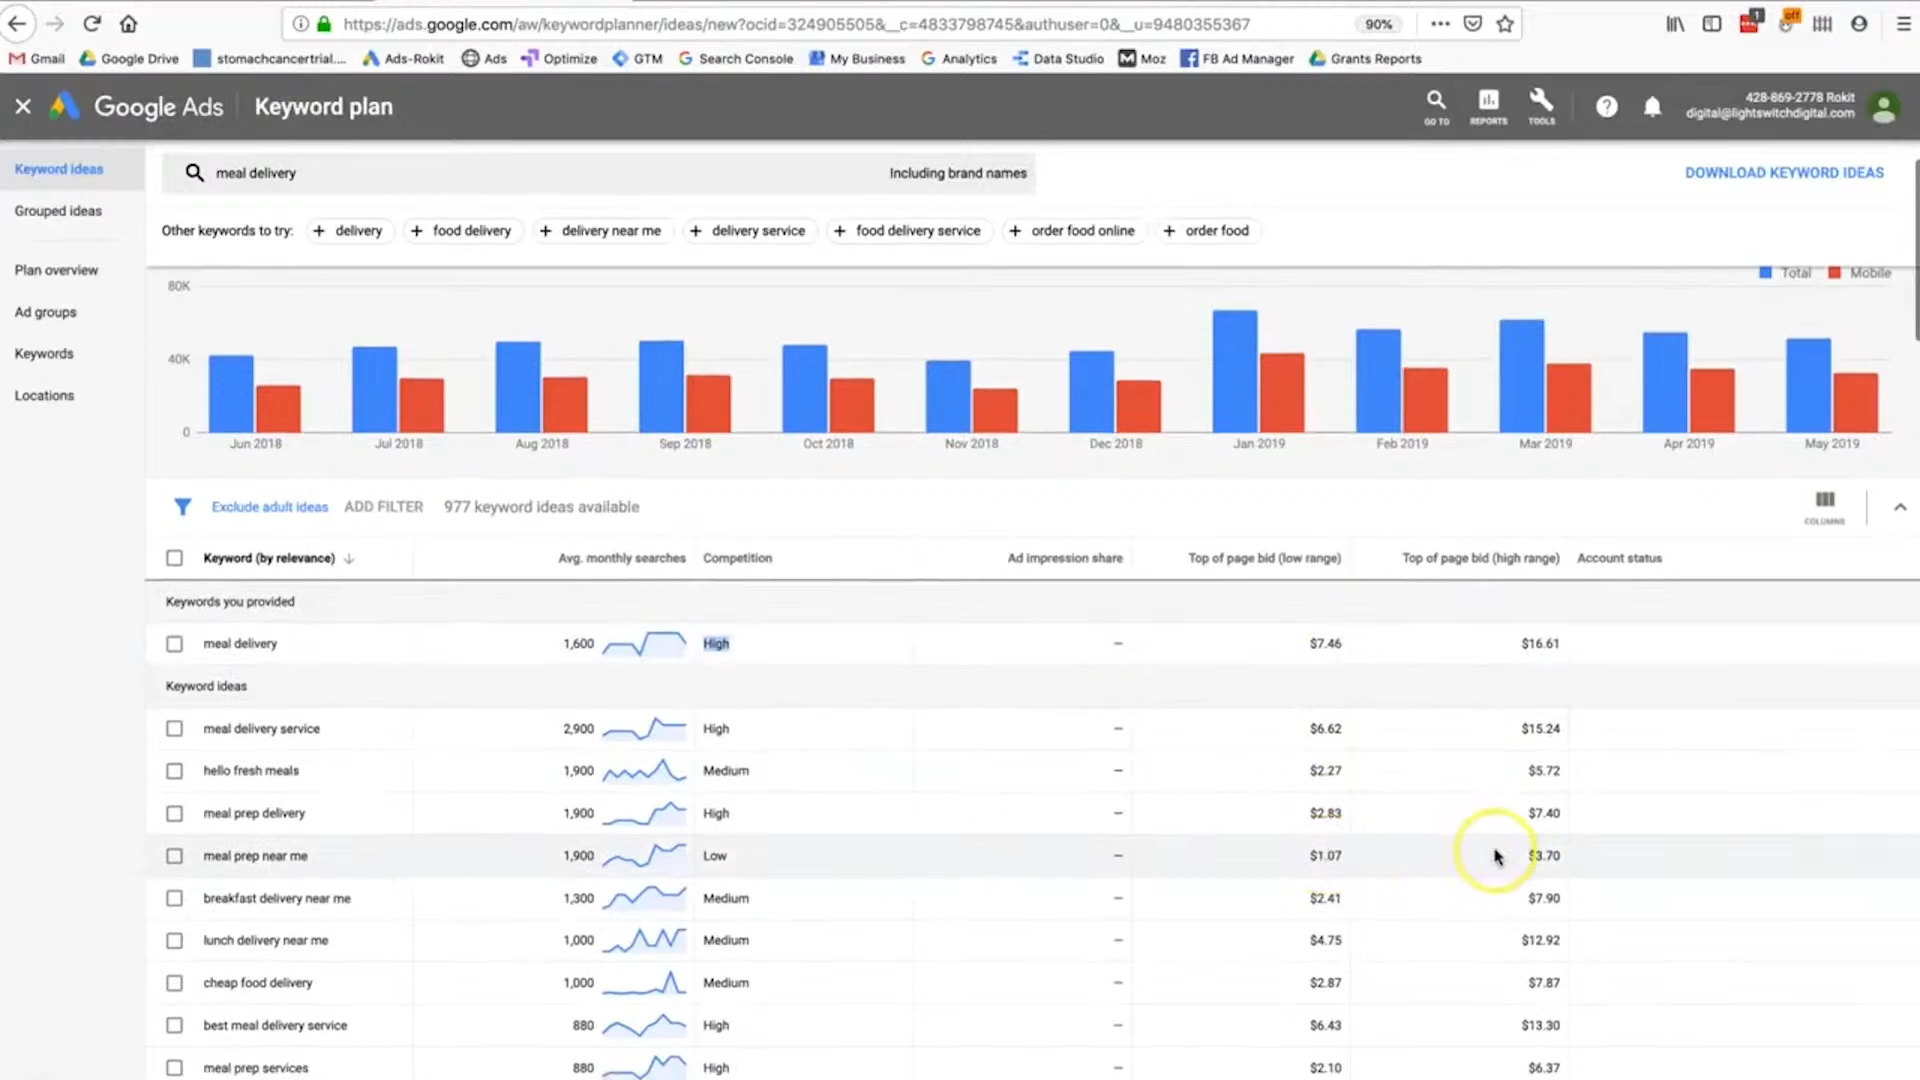 https://ads.google.com/aw/keywordplanner/ideas/new?ocid=324905505&__c=4833798745&authuser=0&__u=9480355367
90%
1
off
Gmail Google Drive stomachcancertrial.... Ads-Rokit Ads Optimize GTM Search Console My Business Analytics Data Studio Moz FB Ad Manager Grants Reports
Google Ads Keyword plan
GO TO REPORTS TOOLS
428-869-2778 Rokit
digital@lightswitchdigital.com
Keyword ideas
Grouped ideas
Plan overview
Ad groups
Keywords
Locations
meal delivery Including brand names DOWNLOAD KEYWORD IDEAS
Other keywords to try: + delivery + food delivery + delivery near me + delivery service + food delivery service + order food online + order food
Total Mobile
80K
40K
0
Jun 2018 Jul 2018 Aug 2018 Sep 2018 Oct 2018 Nov 2018 Dec 2018 Jan 2019 Feb 2019 Mar 2019 Apr 2019 May 2019
Exclude adult ideas ADD FILTER 977 keyword ideas available COLUMNS
Keyword (by relevance) Avg. monthly searches Competition Ad impression share Top of page bid (low range) Top of page bid (high range) Account status
Keywords you provided
meal delivery 1,600 High – $7.46 $16.61
Keyword ideas
meal delivery service 2,900 High – $6.62 $15.24
hello fresh meals 1,900 Medium – $2.27 $5.72
meal prep delivery 1,900 High – $2.83 $7.40
meal prep near me 1,900 Low – $1.07 $3.70
breakfast delivery near me 1,300 Medium – $2.41 $7.90
lunch delivery near me 1,000 Medium – $4.75 $12.92
cheap food delivery 1,000 Medium – $2.87 $7.87
best meal delivery service 880 High – $6.43 $13.30
meal prep services 880 High – $2.10 $6.37